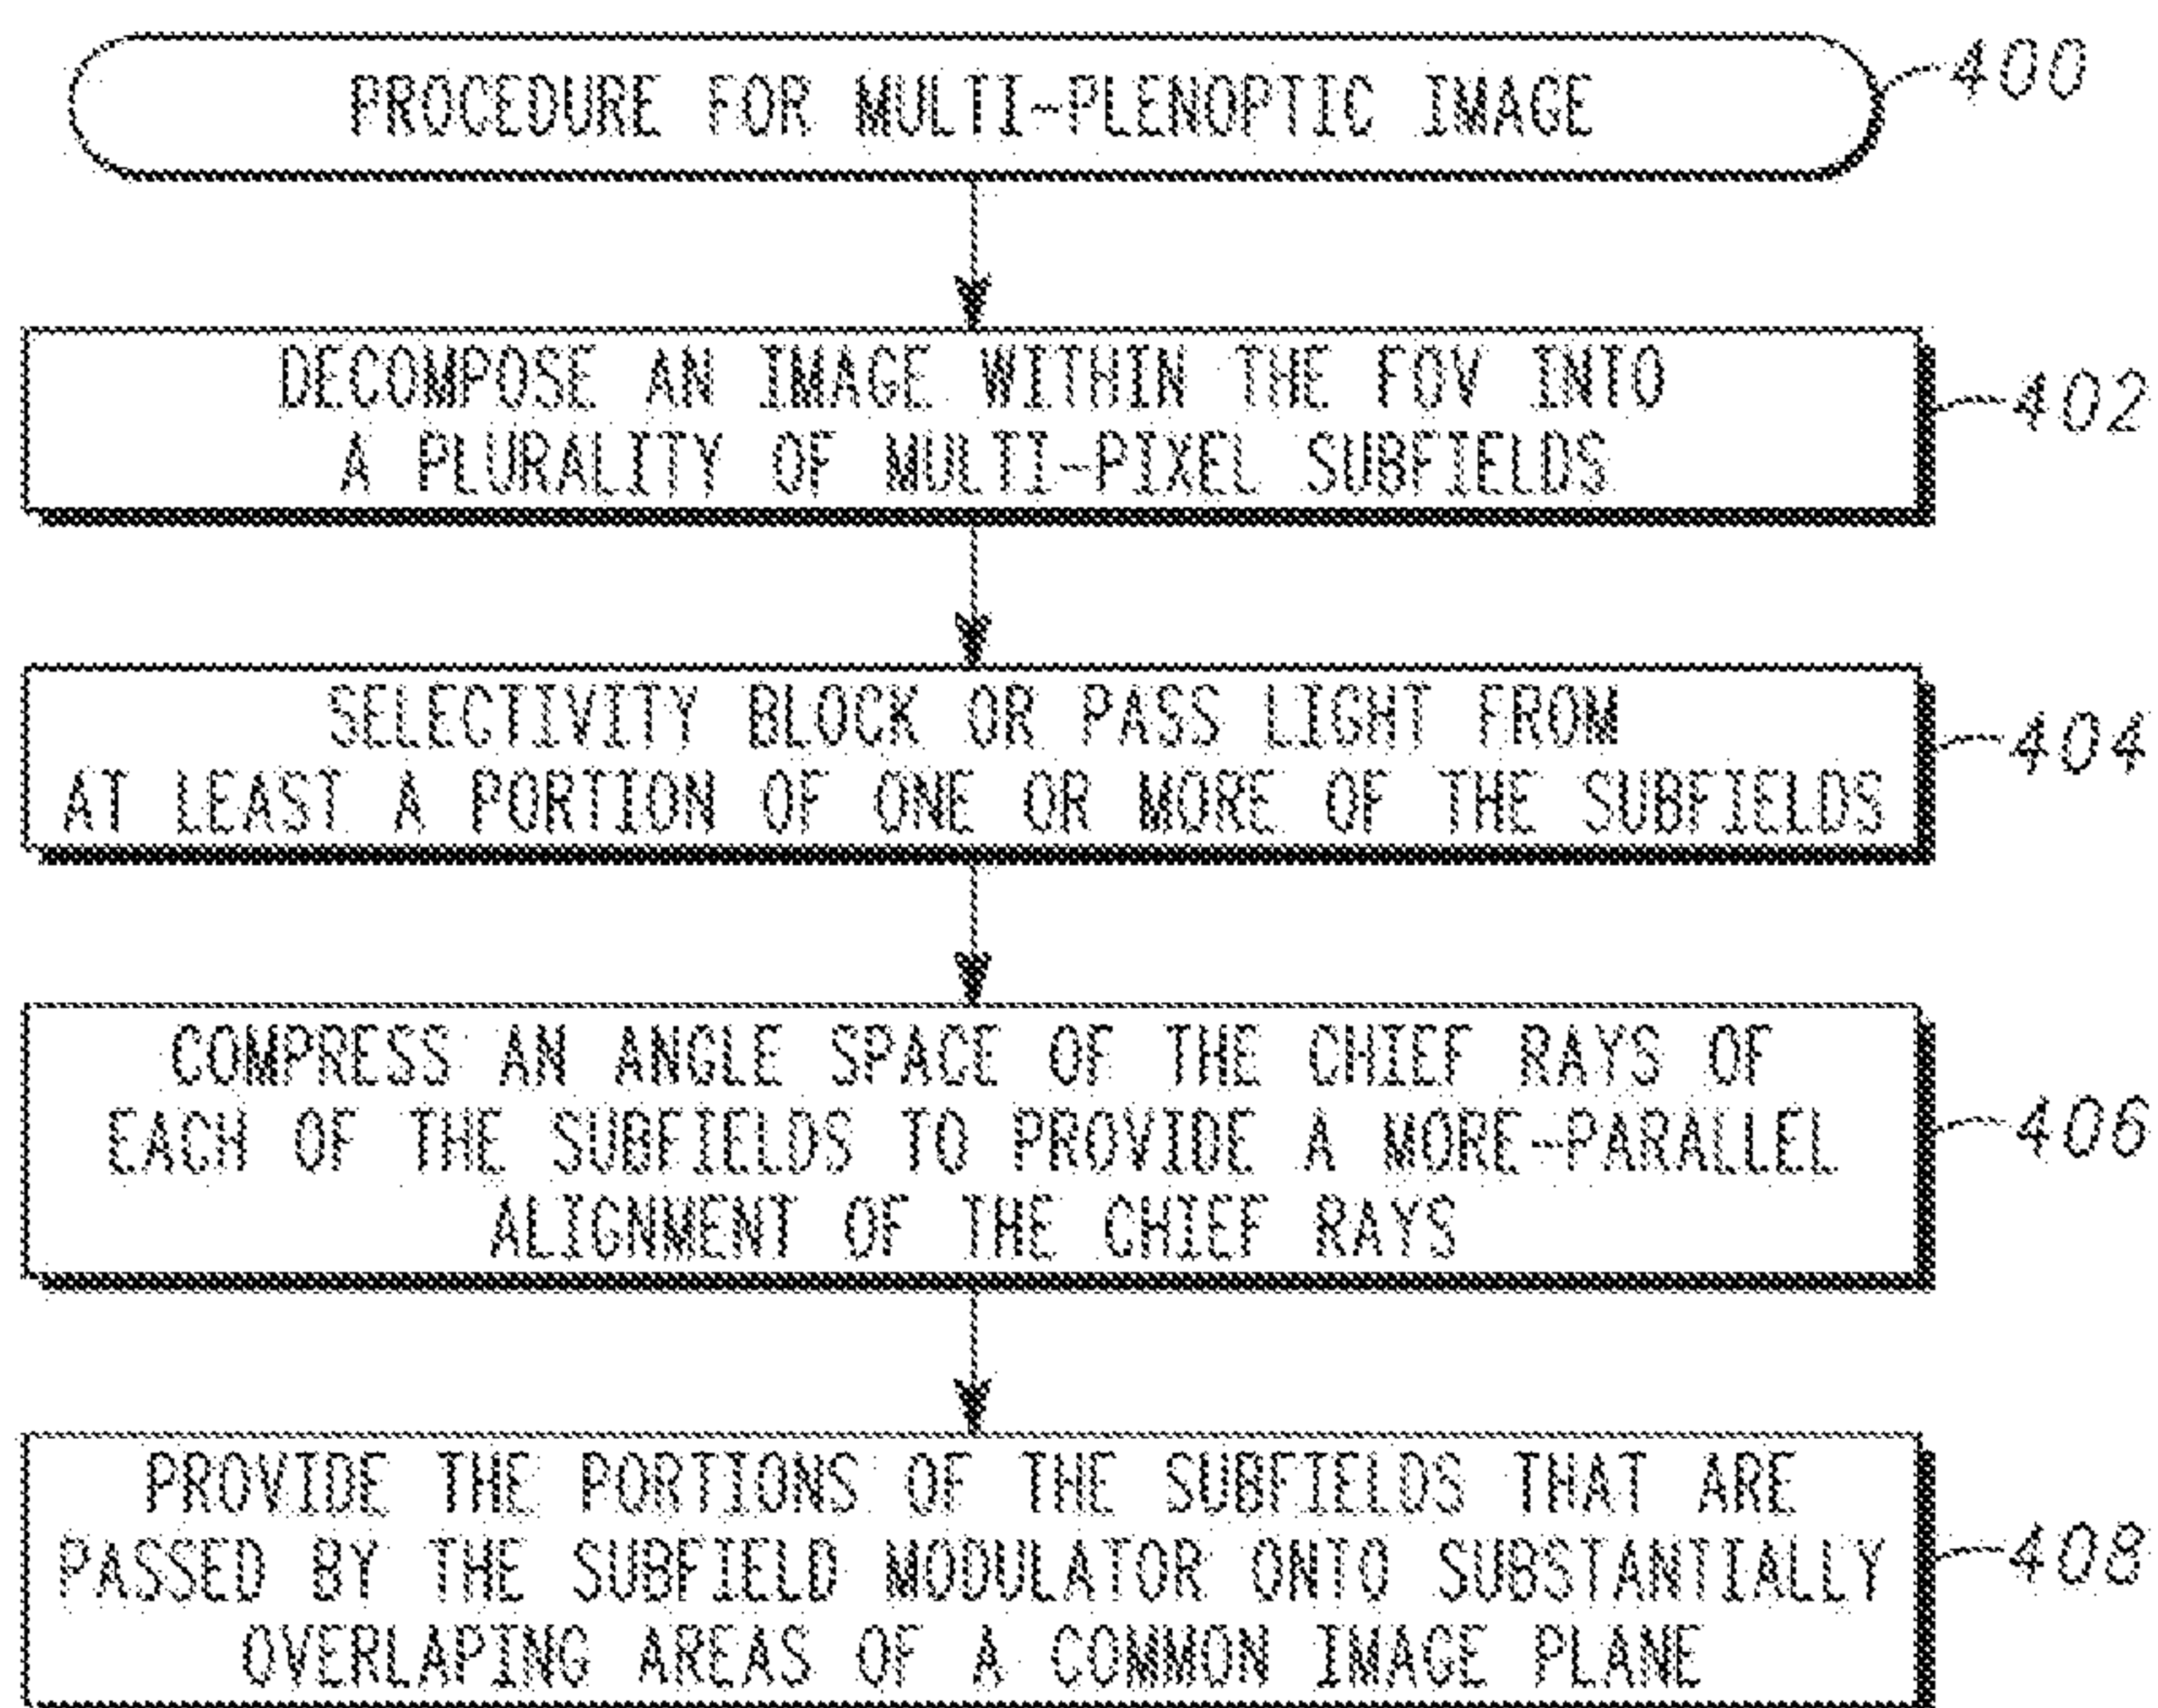 PROCEDURE FOR MULTI-PLENOPTIC IMAGE
400
DECOMPOSE AN IMAGE WITHIN THE FOV INTO
A PLURALITY OF MULTI-PIXEL SUBFIELDS
402
SELECTIVITY BLOCK OR PASS LIGHT FROM
AT LEAST A PORTION OF ONE OR MORE OF THE SUBFIELDS
404
COMPRESS AN ANGLE SPACE OF THE CHIEF RAYS OF
EACH OF THE SUBFIELDS TO PROVIDE A MORE-PARALLEL
ALIGNMENT OF THE CHIEF RAYS
406
PROVIDE THE PORTIONS OF THE SUBFIELDS THAT ARE
PASSED BY THE SUBFIELD MODULATOR ONTO SUBSTANTIALLY
OVERLAPING AREAS OF A COMMON IMAGE PLANE
408